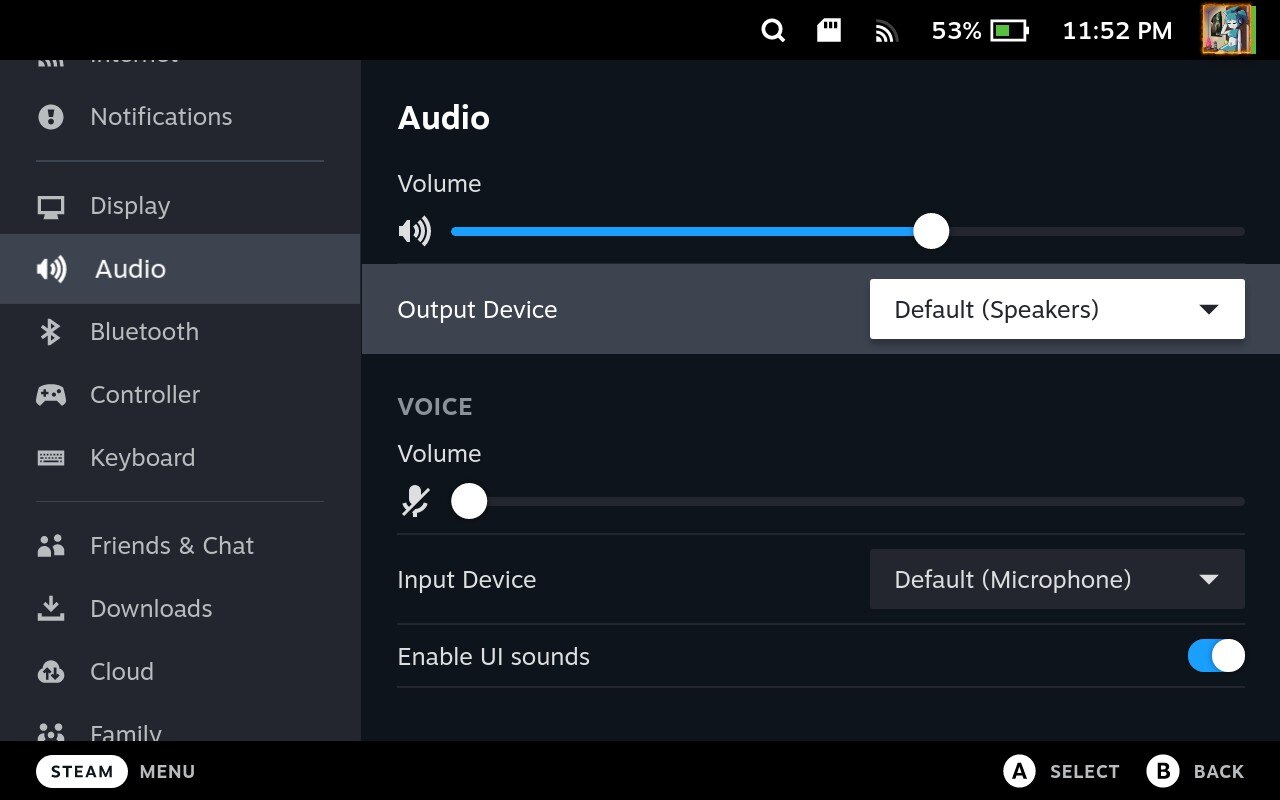 53%
11:52 PM
Internet
Notifications
Display
Audio
Bluetooth
Controller
Keyboard
Friends & Chat
Downloads
Cloud
Family
Audio
Volume
Output Device
Default (Speakers)
VOICE
Volume
Input Device
Default (Microphone)
Enable UI sounds
STEAM MENU
A SELECT
B BACK